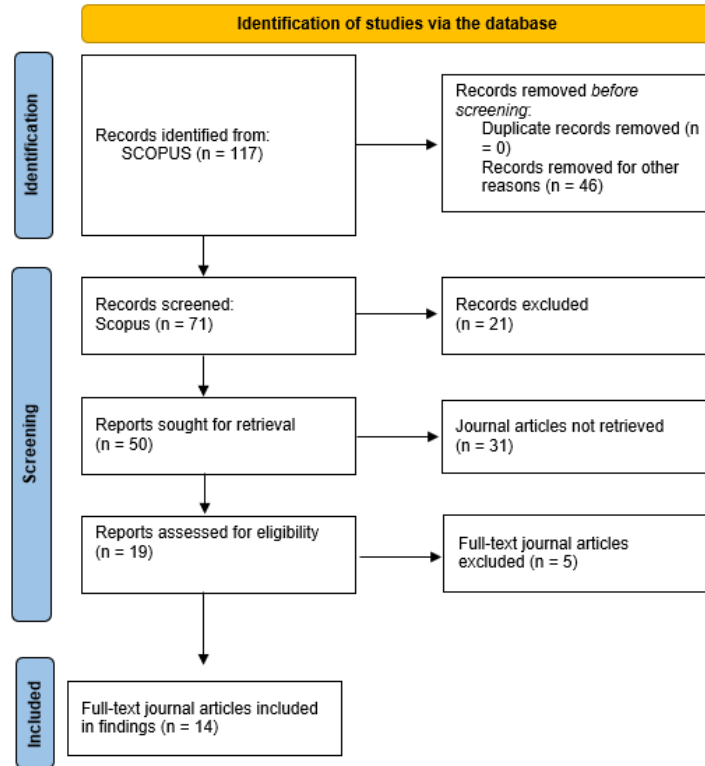 Identification of studies via the database
Identification
Records identified from:
SCOPUS (n = 117)
Records removed before
screening:
Duplicate records removed (n
= 0)
Records removed for other
reasons (n = 46)
Screening
Records screened:
Scopus (n = 71)
Records excluded
(n = 21)
Reports sought for retrieval
(n = 50)
Journal articles not retrieved
(n = 31)
Reports assessed for eligibility
(n = 19)
Full-text journal articles
excluded (n = 5)
Included
Full-text journal articles included
in findings (n = 14)